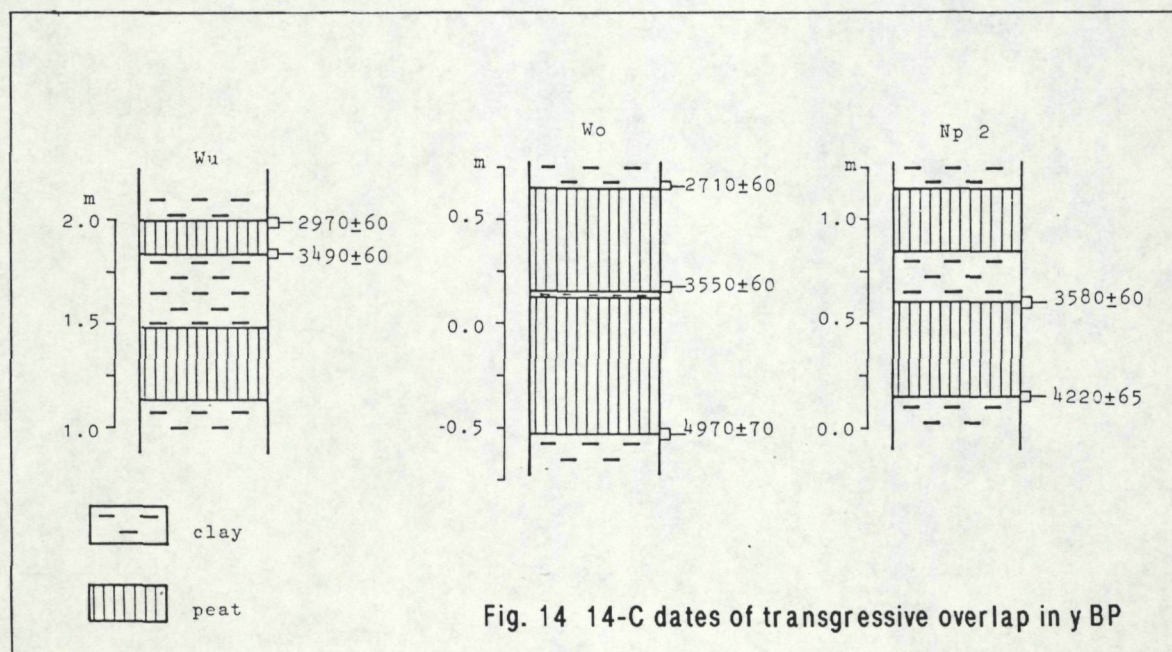 Wu
m
2.0
1.5
1.0
2970±60
3490±60
Wo
m
0.5
0.0
-0.5
2710±60
3550±60
4970±70
Np 2
m
1.0
0.5
0.0
3580±60
4220±65
clay
peat
Fig. 14 14-C dates of transgressive overlap in y BP